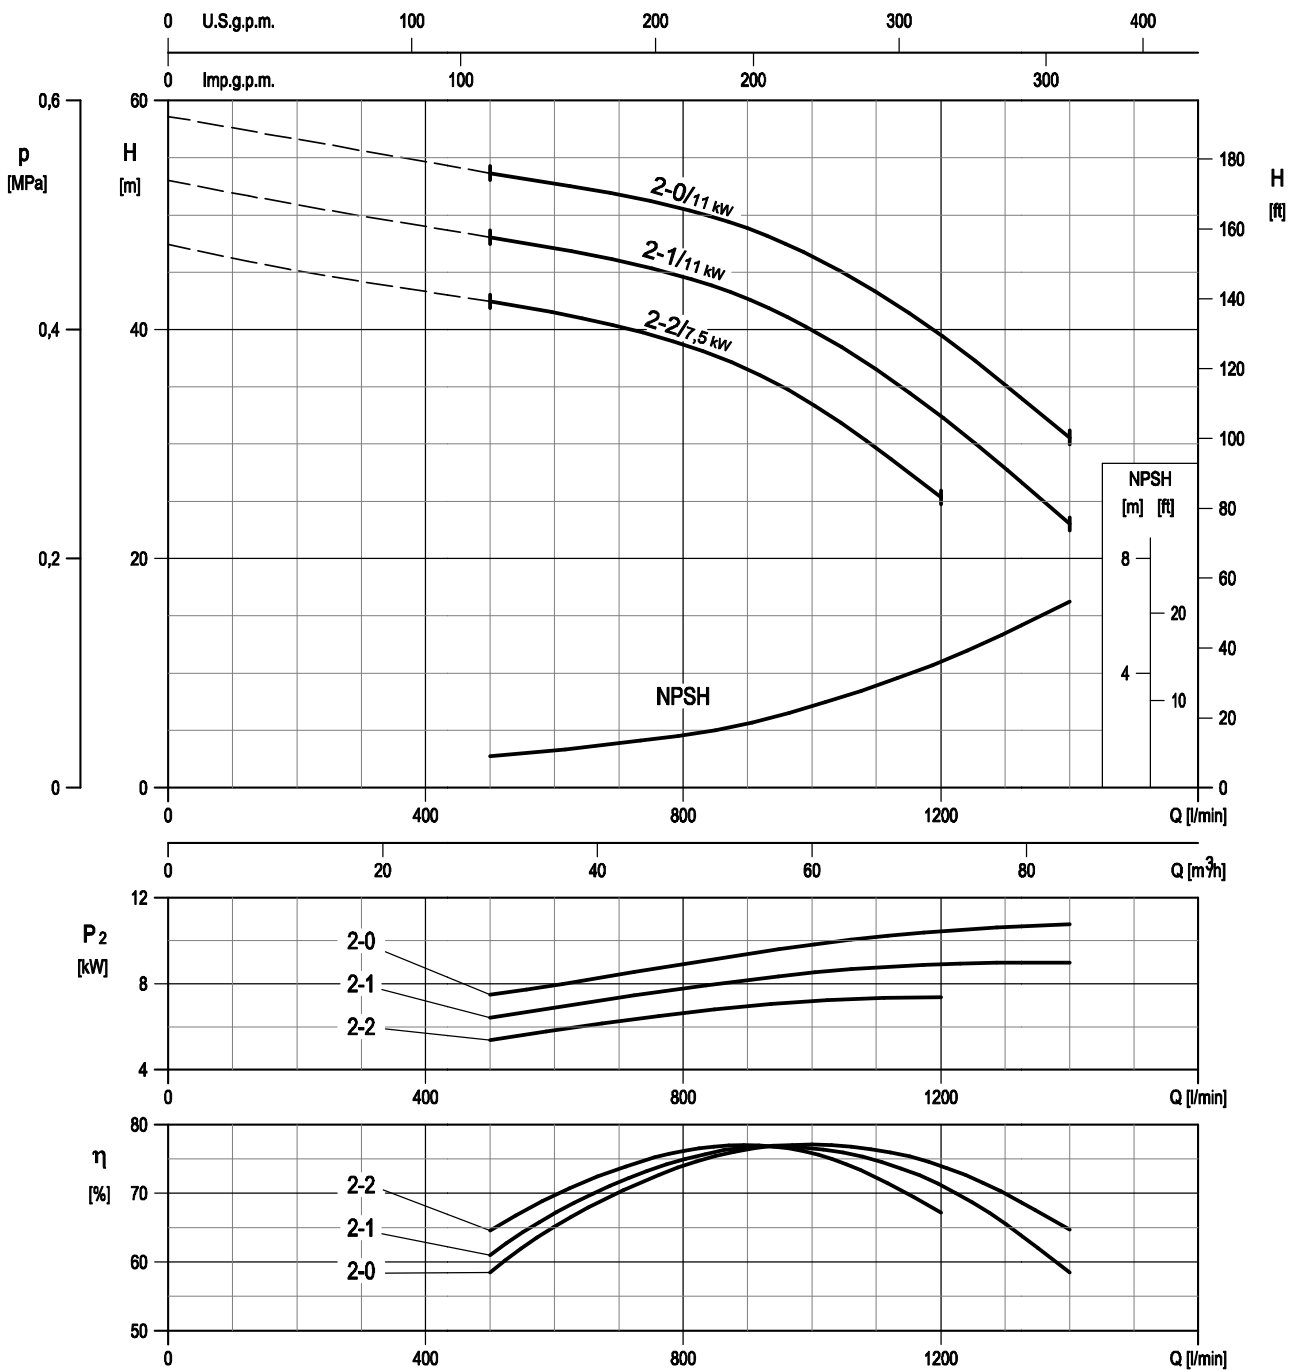 0 U.S.g.p.m. 100 200 300 400
0 Imp.g.p.m. 100 200 300
0,6 60
p H
[MPa] [m]
180
H
[ft]
2-0/11 kW
160
2-1/11 kW
140
2-2/7,5 kW
0,4 40
120
100
NPSH
[m] [ft]
80
0,2 20
8
60
20
40
4
NPSH
10
20
0 0 0
0 400 800 1200 Q [l/min]
0 20 40 60 80 Q [m3/h]
12
P2
[kW]
2-0
8
2-1
2-2
4
0 400 800 1200 Q [l/min]
80
η
[%]
2-2
70
2-1
60
2-0
50
0 400 800 1200 Q [l/min]